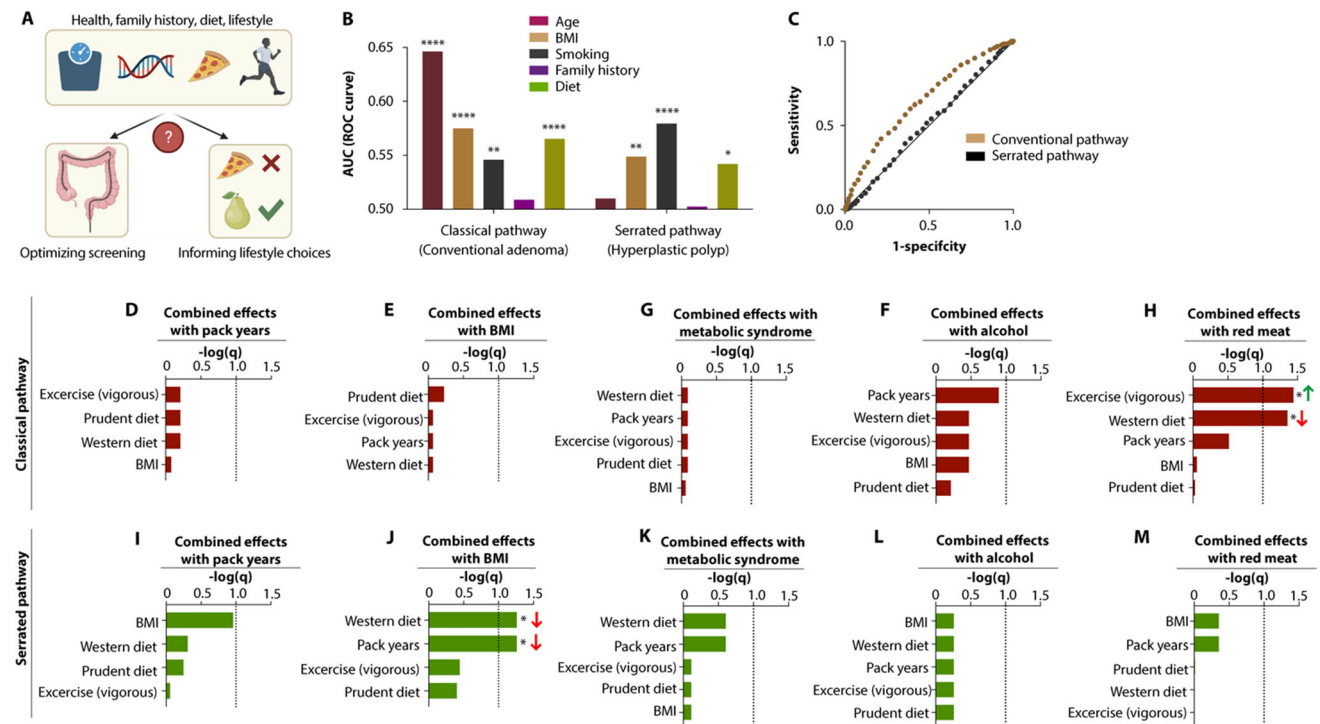 A
Health, family history, diet, lifestyle
?
Optimizing screening
Informing lifestyle choices
B
Age
BMI
Smoking
Family history
Diet
AUC (ROC curve)
0.65
0.60
0.55
0.50
****
****
**
****
**
****
*
Classical pathway
(Conventional adenoma)
Serrated pathway
(Hyperplastic polyp)
C
Sensitivity
1.0
0.5
0.0
0.0
0.5
1.0
1-specifcity
Conventional pathway
Serrated pathway
Classical pathway
D
Combined effects
with pack years
-log(q)
0 0.5 1.0 1.5
Excercise (vigorous)
Prudent diet
Western diet
BMI
E
Combined effects
with BMI
-log(q)
0 0.5 1.0 1.5
Prudent diet
Excercise (vigorous)
Pack years
Western diet
G
Combined effects with
metabolic syndrome
-log(q)
0 0.5 1.0 1.5
Western diet
Pack years
Excercise (vigorous)
Prudent diet
BMI
F
Combined effects
with alcohol
-log(q)
0 0.5 1.0 1.5
Pack years
Western diet
Excercise (vigorous)
BMI
Prudent diet
H
Combined effects
with red meat
-log(q)
0 0.5 1.0 1.5
Excercise (vigorous) *
Western diet *
Pack years
BMI
Prudent diet
Serrated pathway
I
Combined effects
with pack years
-log(q)
0 0.5 1.0 1.5
BMI
Western diet
Prudent diet
Excercise (vigorous)
J
Combined effects
with BMI
-log(q)
0 0.5 1.0 1.5
Western diet *
Pack years *
Excercise (vigorous)
Prudent diet
K
Combined effects with
metabolic syndrome
-log(q)
0 0.5 1.0 1.5
Western diet
Pack years
Excercise (vigorous)
Prudent diet
BMI
L
Combined effects
with alcohol
-log(q)
0 0.5 1.0 1.5
BMI
Western diet
Pack years
Excercise (vigorous)
Prudent diet
M
Combined effects
with red meat
-log(q)
0 0.5 1.0 1.5
BMI
Pack years
Prudent diet
Western diet
Excercise (vigorous)